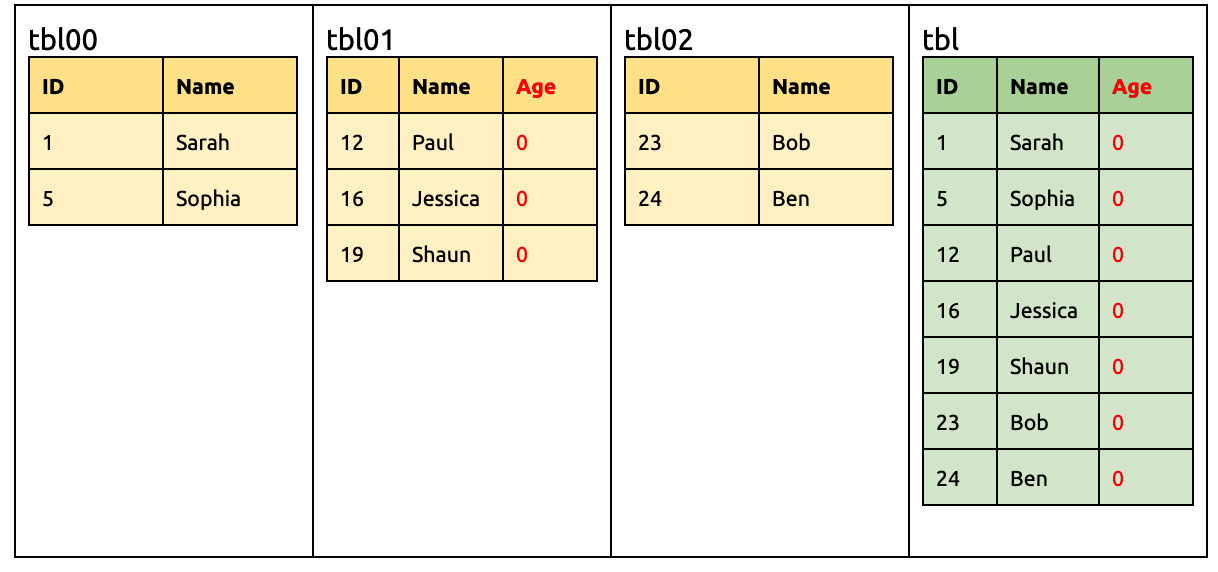 tbl00
ID Name
1 Sarah
5 Sophia
tbl01
ID Name Age
12 Paul 0
16 Jessica 0
19 Shaun 0
tbl02
ID Name
23 Bob
24 Ben
tbl
ID Name Age
1 Sarah 0
5 Sophia 0
12 Paul 0
16 Jessica 0
19 Shaun 0
23 Bob 0
24 Ben 0